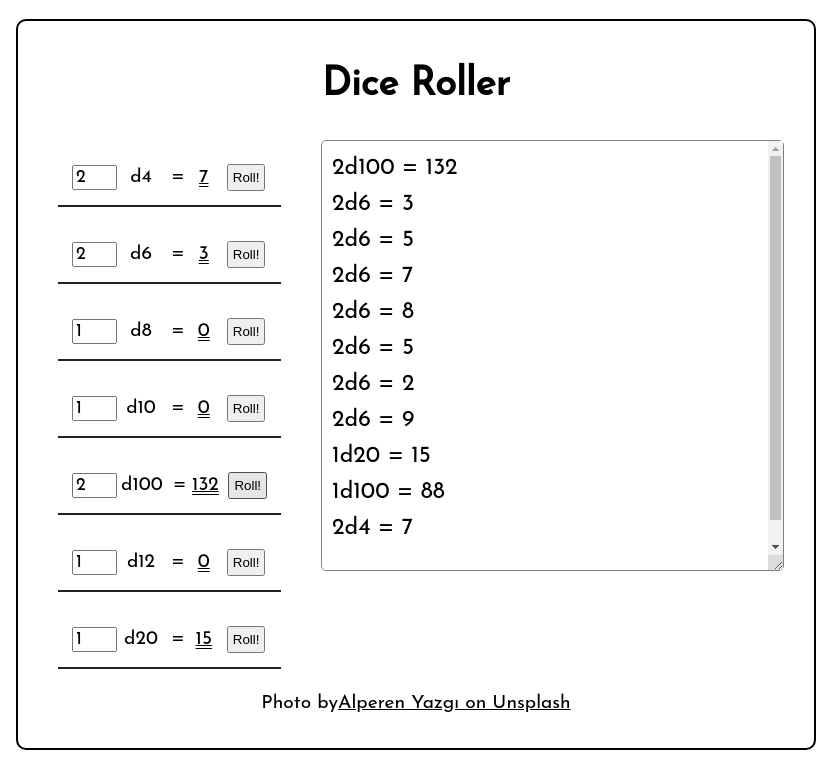 Dice Roller
2 d4 = 7 Roll!
2 d6 = 3 Roll!
1 d8 = 0 Roll!
1 d10 = 0 Roll!
2 d100 = 132 Roll!
1 d12 = 0 Roll!
1 d20 = 15 Roll!
2d100 = 132
2d6 = 3
2d6 = 5
2d6 = 7
2d6 = 8
2d6 = 5
2d6 = 2
2d6 = 9
1d20 = 15
1d100 = 88
2d4 = 7
Photo byAlperen Yazgı on Unsplash